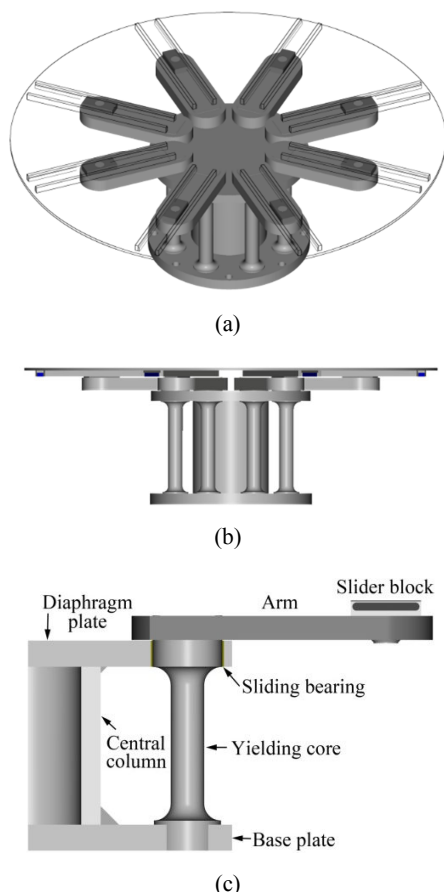 (a)
(b)
Slider block
Diaphragm
plate
Arm
Sliding bearing
Central
column
Yielding core
Base plate
(c)